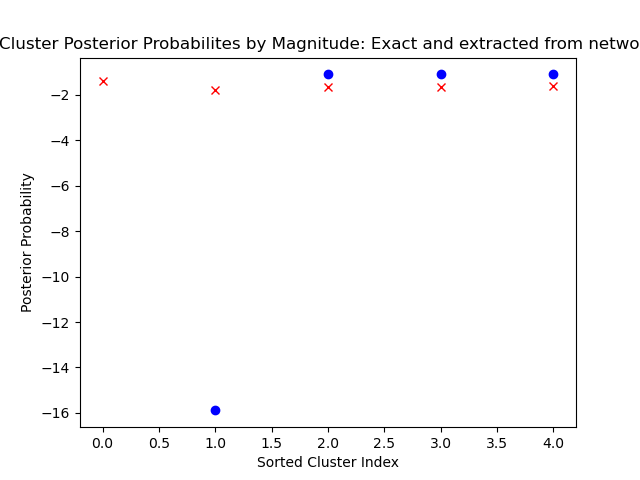 Cluster Posterior Probabilites by Magnitude: Exact and extracted from netwo
Posterior Probability
−2
−4
−6
−8
−10
−12
−14
−16
0.0 0.5 1.0 1.5 2.0 2.5 3.0 3.5 4.0
Sorted Cluster Index